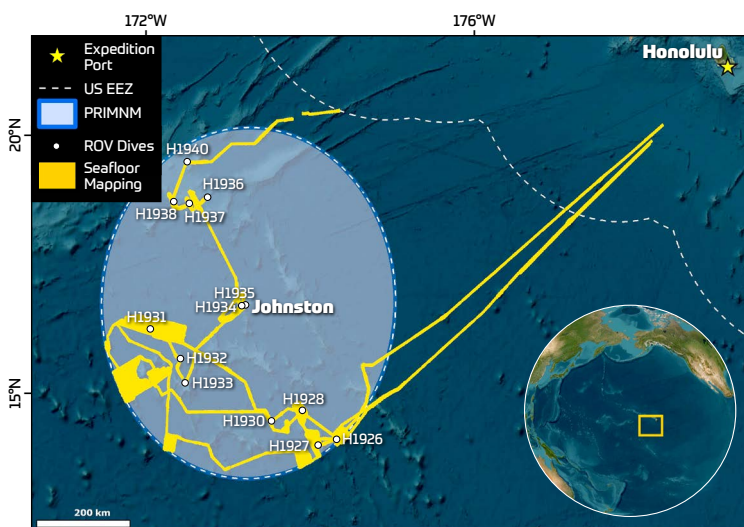 172°W
176°W
Expedition
Port
US EEZ
PRIMNM
ROV Dives
Seafloor
Mapping
Honolulu
20°N
H1940
H1936
H1938
H1937
H1935
H1934
Johnston
H1931
H1932
H1933
15°N
H1928
H1930
H1927
H1926
200 km